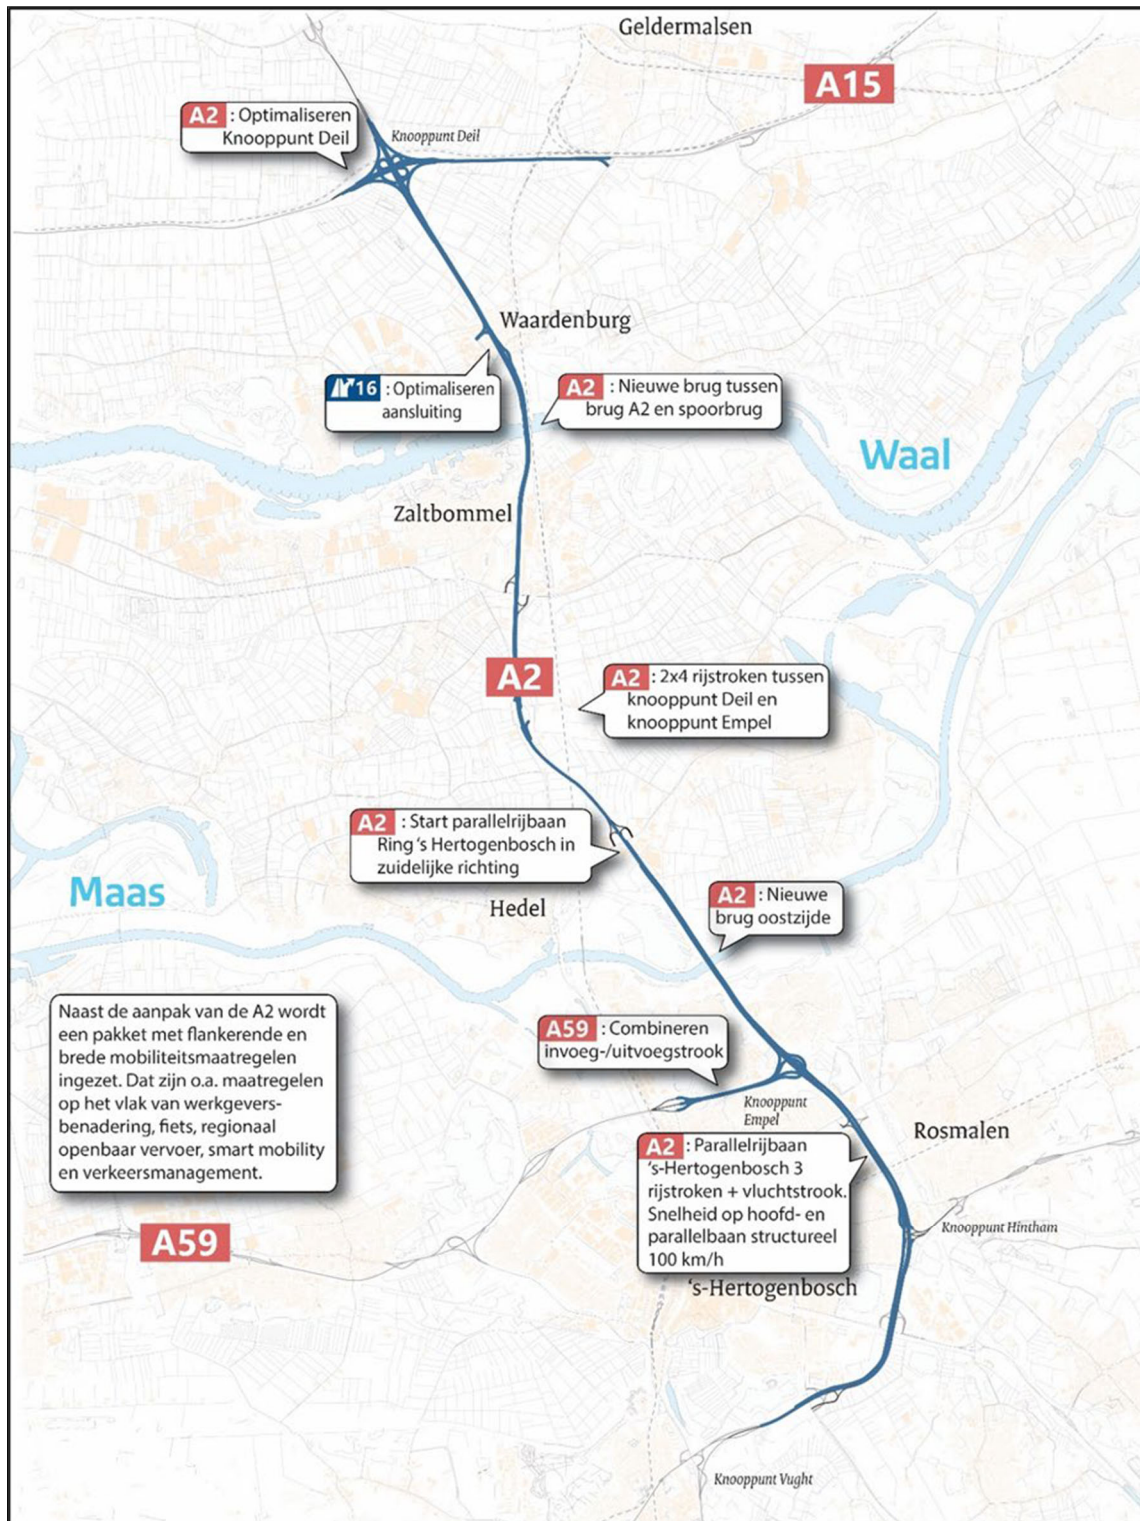 Geldermalsen
A15
A2 : Optimaliseren
Knooppunt Deil
Knooppunt Deil
Waardenburg
16 : Optimaliseren
aansluiting
A2 : Nieuwe brug tussen
brug A2 en spoorbrug
Waal
Zaltbommel
A2
A2 : 2x4 rijstroken tussen
knooppunt Deil en
knooppunt Empel
A2 : Start parallelrijbaan
Ring 's Hertogenbosch in
zuidelijke richting
Maas
Hedel
A2 : Nieuwe
brug oostzijde
Naast de aanpak van de A2 wordt
een pakket met flankerende en
brede mobiliteitsmaatregelen
ingezet. Dat zijn o.a. maatregelen
op het vlak van werkgevers-
benadering, fiets, regionaal
openbaar vervoer, smart mobility
en verkeersmanagement.
A59 : Combineren
invoeg-/uitvoegstrook
Knooppunt
Empel
Rosmalen
A2 : Parallelrijbaan
's-Hertogenbosch 3
rijstroken + vluchtstrook.
Snelheid op hoofd- en
parallelbaan structureel
100 km/h
A59
Knooppunt Hintham
's-Hertogenbosch
Knooppunt Vught